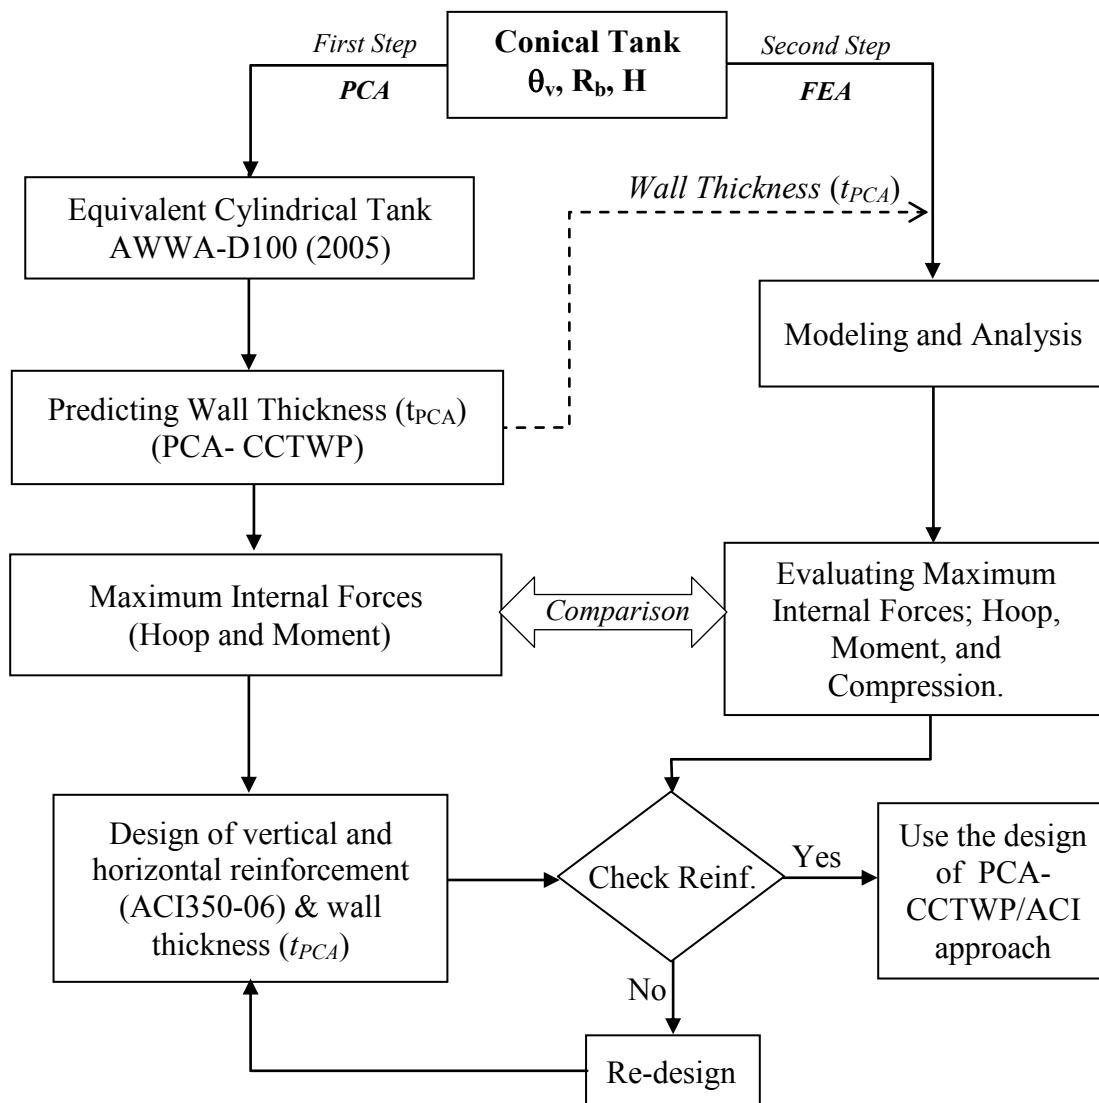 First Step
PCA
Conical Tank
θv, Rb, H
Second Step
FEA
Equivalent Cylindrical Tank
AWWA-D100 (2005)
Wall Thickness (tPCA)
Modeling and Analysis
Predicting Wall Thickness (tPCA)
(PCA- CCTWP)
Maximum Internal Forces
(Hoop and Moment)
Comparison
Evaluating Maximum
Internal Forces; Hoop,
Moment, and
Compression.
Design of vertical and
horizontal reinforcement
(ACI350-06) & wall
thickness (tPCA)
Check Reinf.
Yes
Use the design
of PCA-
CCTWP/ACI
approach
No
Re-design